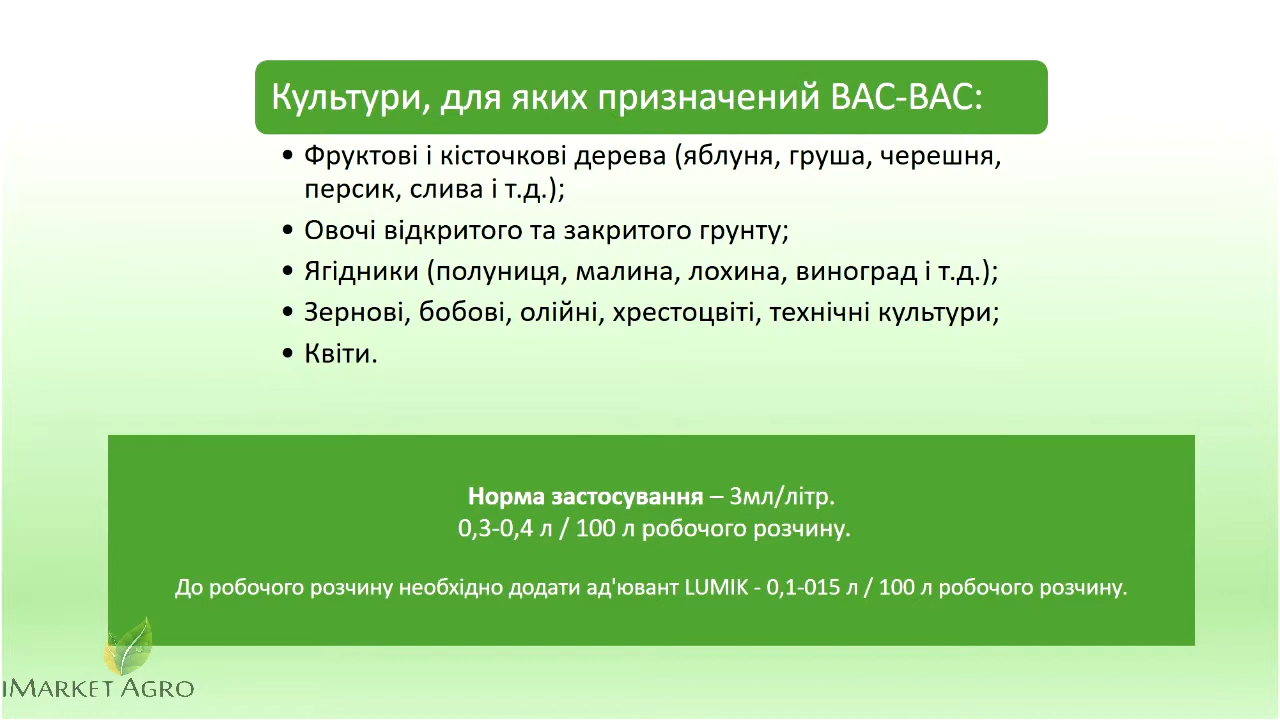 Культури, для яких призначений ВАС-ВАС:
• Фруктові і кісточкові дерева (яблуня, груша, черешня,
персик, слива і т.д.);
• Овочі відкритого та закритого грунту;
• Ягідники (полуниця, малина, лохина, виноград і т.д.);
• Зернові, бобові, олійні, хрестоцвіті, технічні культури;
• Квіти.
Норма застосування – 3мл/літр.
0,3-0,4 л / 100 л робочого розчину.
До робочого розчину необхідно додати ад'ювант LUMIK - 0,1-015 л / 100 л робочого розчину.
iMARKET AGRO